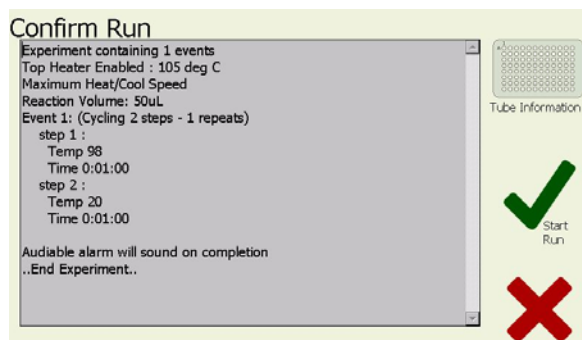 Confirm Run
Experiment containing 1 events
Top Heater Enabled : 105 deg C
Maximum Heat/Cool Speed
Reaction Volume: 50uL
Event 1: (Cycling 2 steps - 1 repeats)
step 1 :
Temp 98
Time 0:01:00
step 2 :
Temp 20
Time 0:01:00
Audiable alarm will sound on completion
..End Experiment..
Tube Information
Start
Run